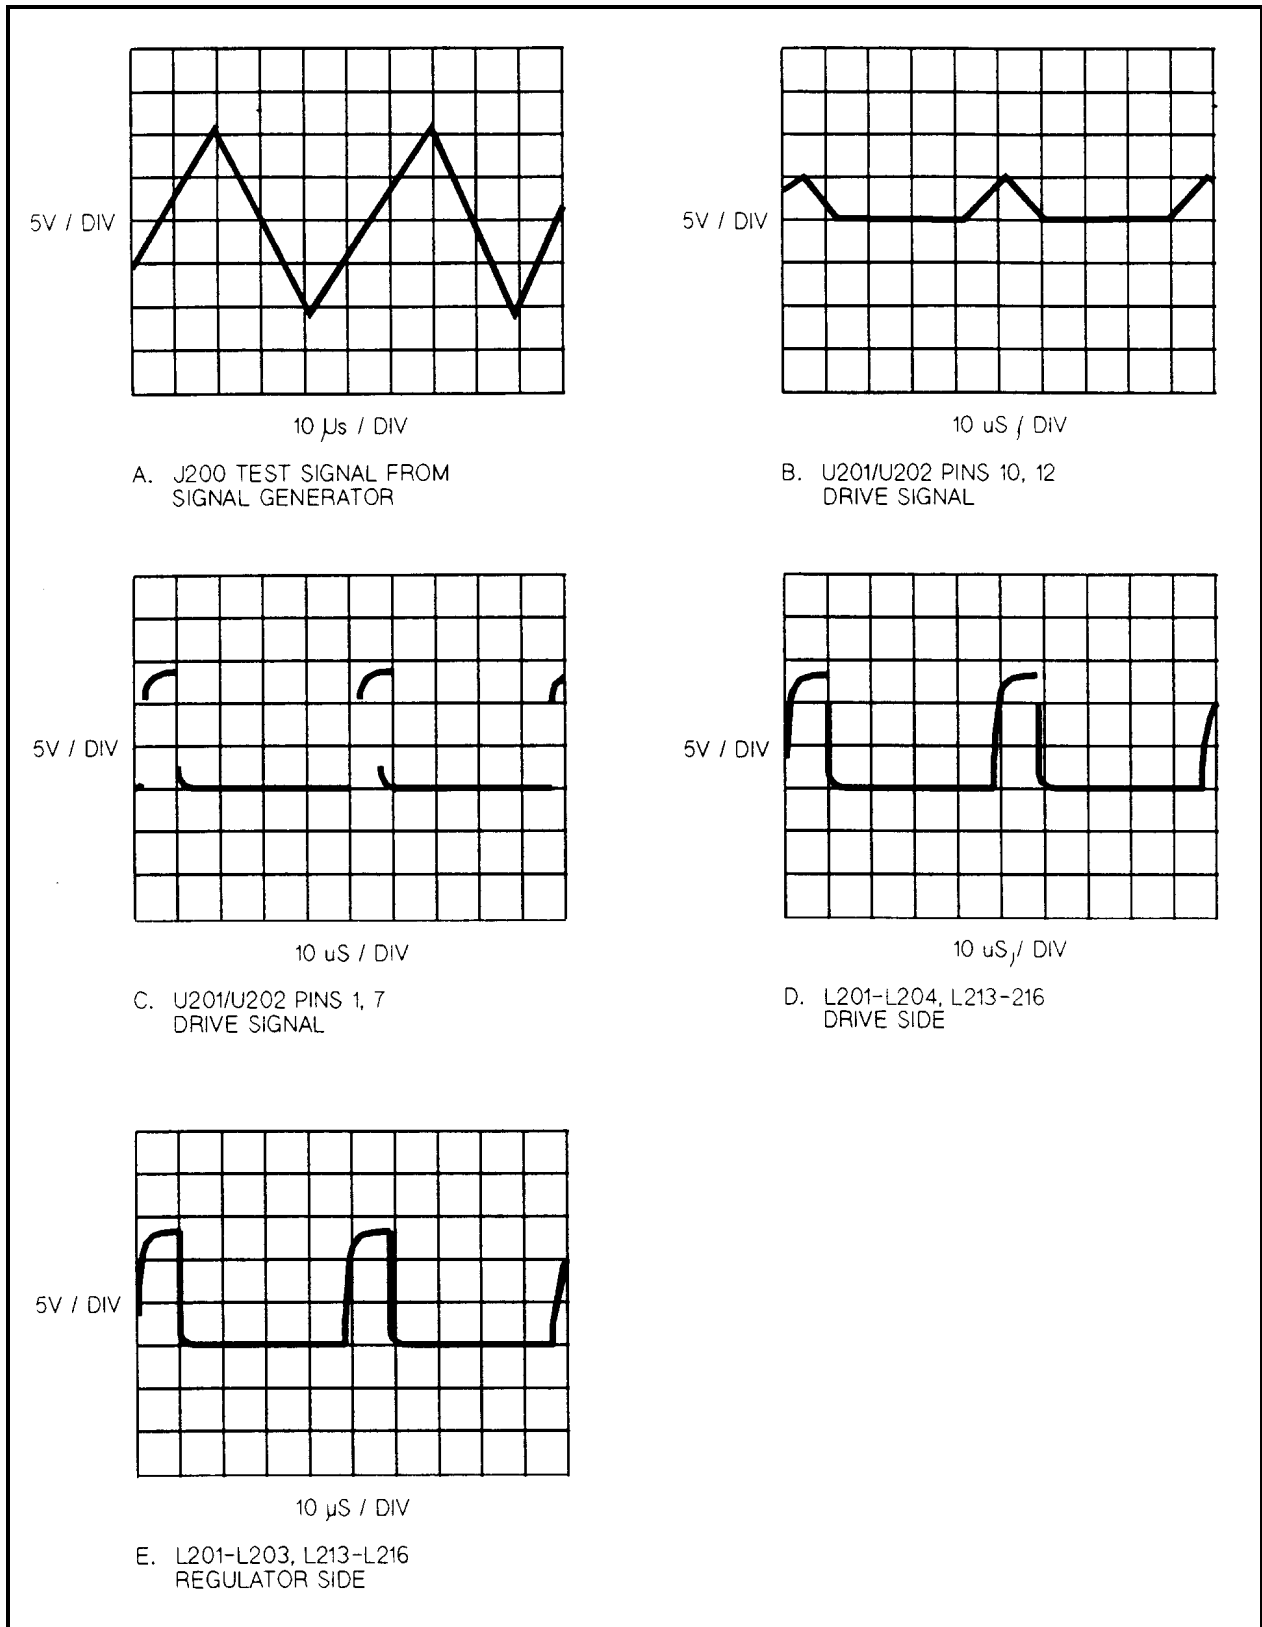 5V / DIV
10 µs / DIV
A. J200 TEST SIGNAL FROM
SIGNAL GENERATOR
5V / DIV
10 uS / DIV
B. U201/U202 PINS 10, 12
DRIVE SIGNAL
5V / DIV
10 uS / DIV
C. U201/U202 PINS 1, 7
DRIVE SIGNAL
5V / DIV
10 uS / DIV
D. L201-L204, L213-216
DRIVE SIDE
5V / DIV
10 µS / DIV
E. L201-L203, L213-L216
REGULATOR SIDE